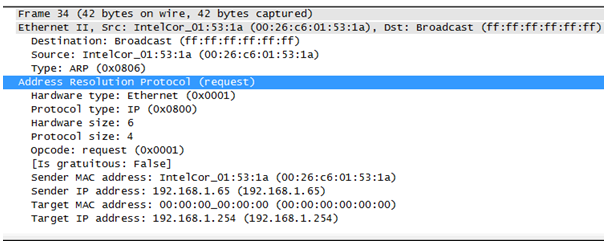 Frame 34 (42 bytes on wire, 42 bytes captured)
Ethernet II, Src: IntelCor_01:53:1a (00:26:c6:01:53:1a), Dst: Broadcast (ff:ff:ff:ff:ff:ff)
Destination: Broadcast (ff:ff:ff:ff:ff:ff)
Source: IntelCor_01:53:1a (00:26:c6:01:53:1a)
Type: ARP (0x0806)
Address Resolution Protocol (request)
Hardware type: Ethernet (0x0001)
Protocol type: IP (0x0800)
Hardware size: 6
Protocol size: 4
Opcode: request (0x0001)
[Is gratuitous: False]
Sender MAC address: IntelCor_01:53:1a (00:26:c6:01:53:1a)
Sender IP address: 192.168.1.65 (192.168.1.65)
Target MAC address: 00:00:00_00:00:00 (00:00:00:00:00:00)
Target IP address: 192.168.1.254 (192.168.1.254)